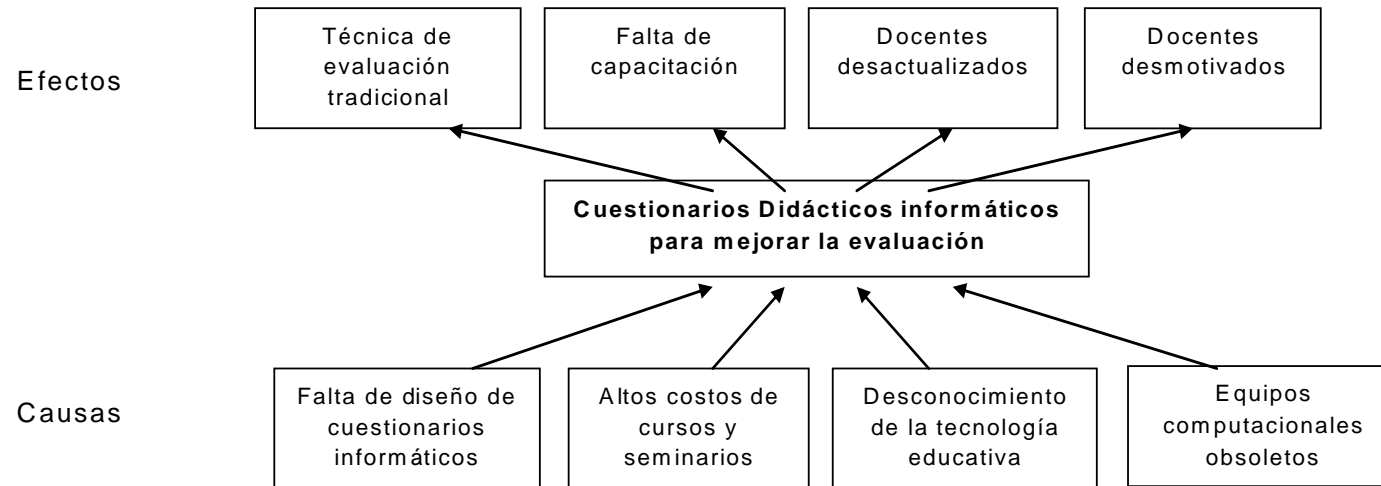 Efectos
Técnica de
evaluación
tradicional
Falta de
capacitación
Docentes
desactualizados
Docentes
desmotivados
Cuestionarios Didácticos informáticos
para mejorar la evaluación
Causas
Falta de diseño de
cuestionarios
informáticos
Altos costos de
cursos y
seminarios
Desconocimiento
de la tecnología
educativa
Equipos
computacionales
obsoletos